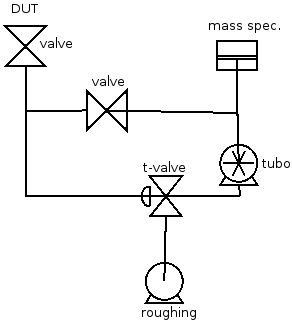 DUT
mass spec.
valve
valve
t-valve
tubo
roughing